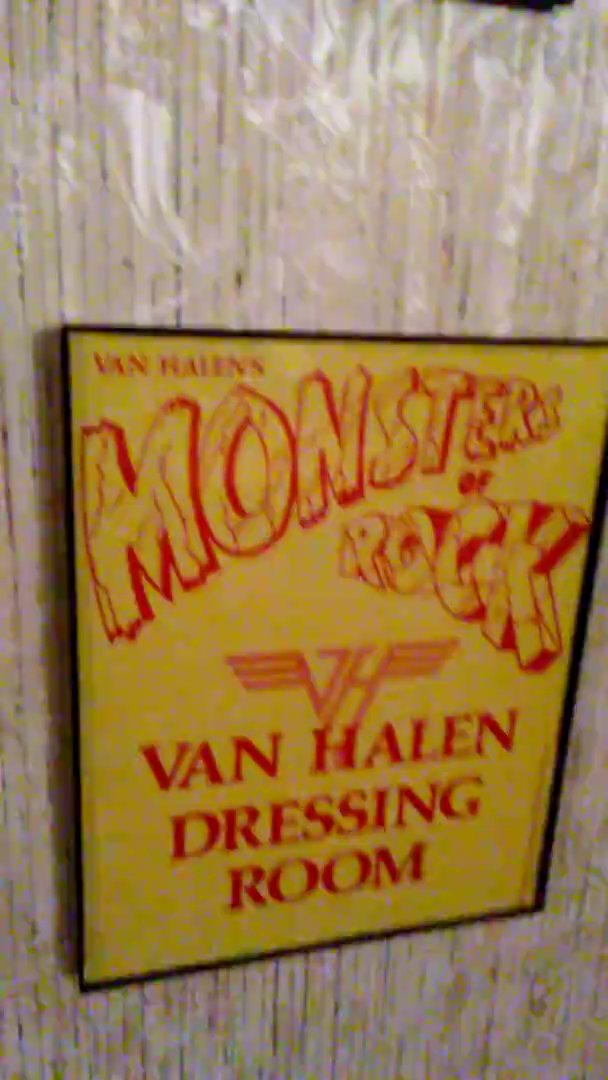 VAN HALEN'S
MONSTERS
OF
ROCK
VH
VAN HALEN
DRESSING
ROOM